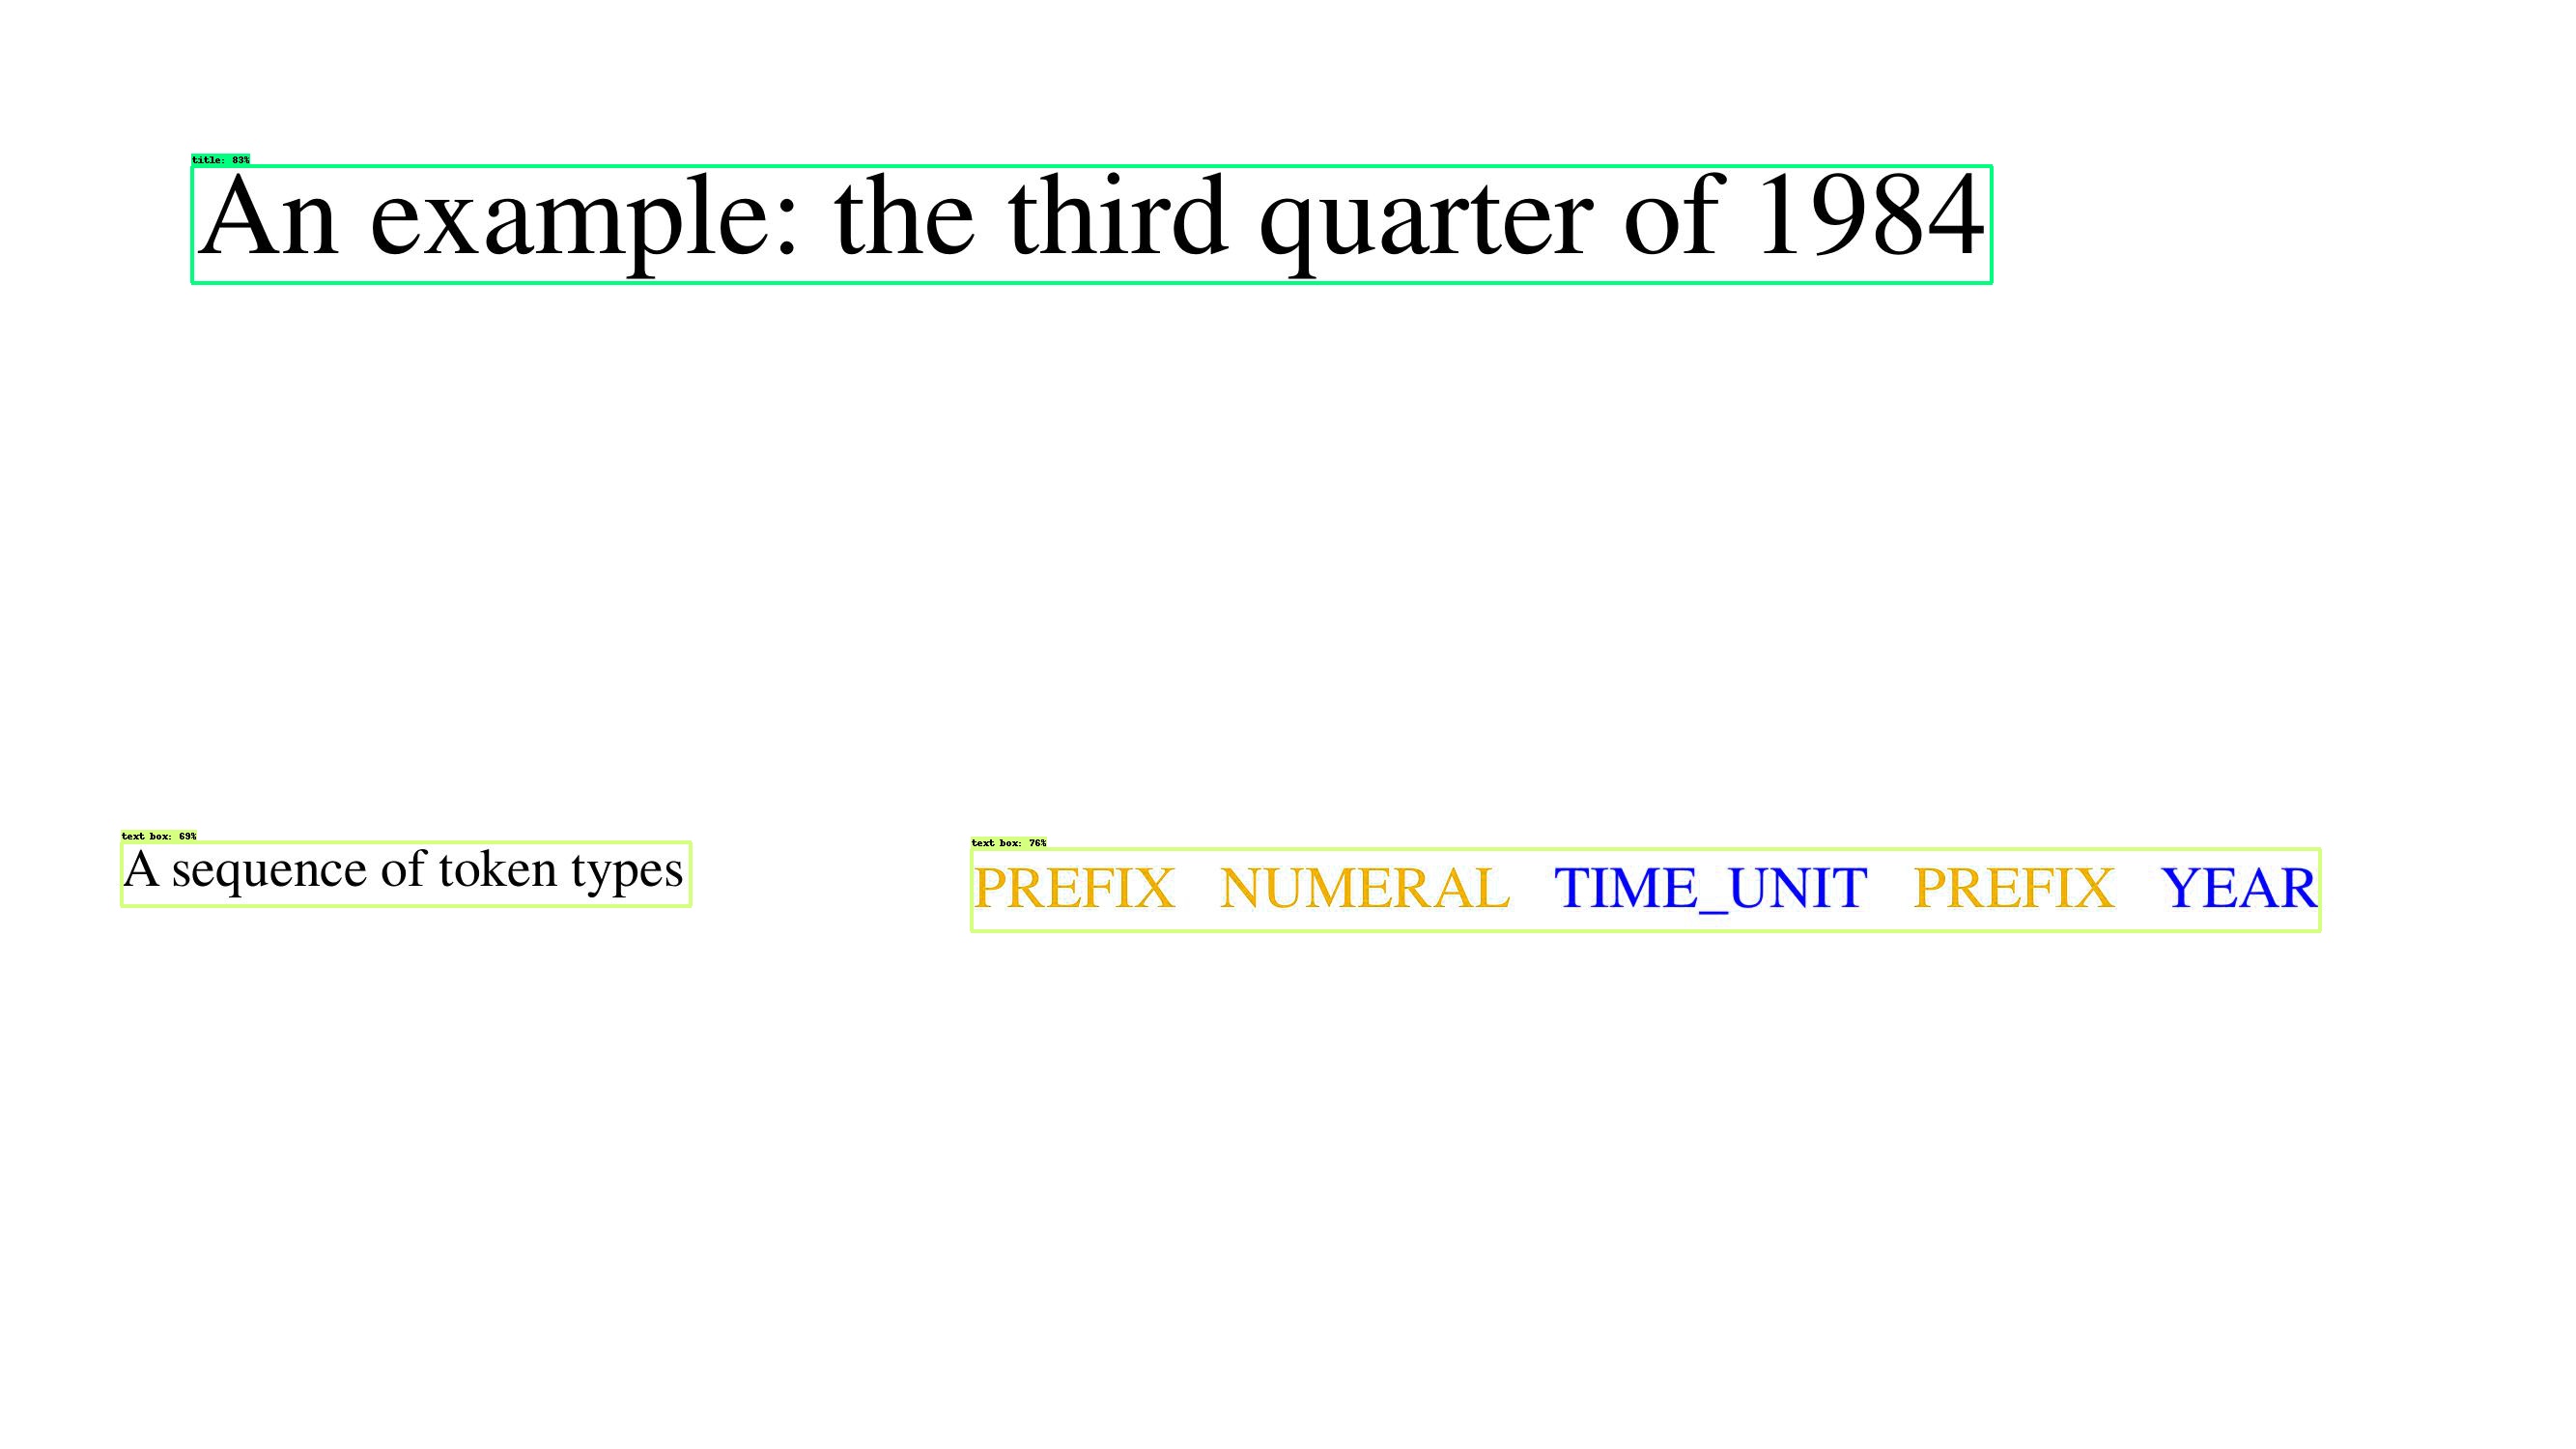 title: 83%
An example: the third quarter of 1984
text box: 69%
A sequence of token types
text box: 76%
PREFIX NUMERAL TIME_UNIT PREFIX YEAR